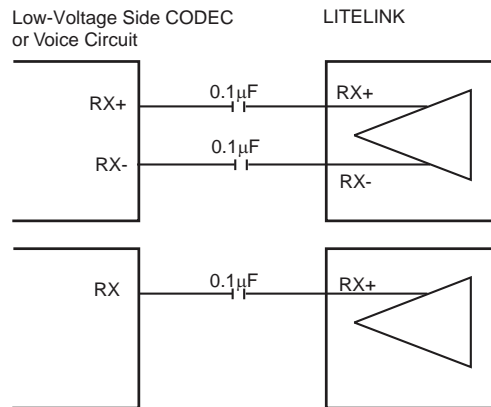 Low-Voltage Side CODEC
or Voice Circuit
LITELINK
RX+
0.1μF
RX+
RX-
0.1μF
RX-
RX
0.1μF
RX+